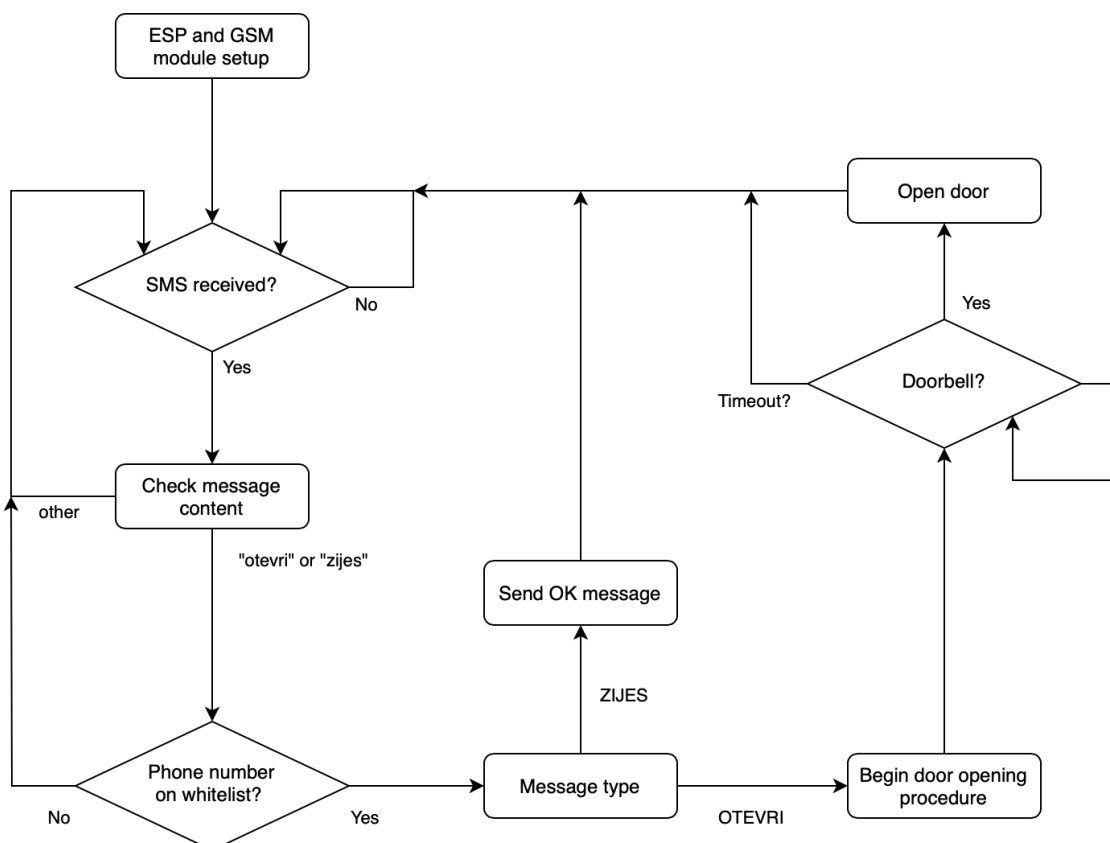 ESP and GSM
module setup
Open door
SMS received?
No
Yes
Yes
Doorbell?
Timeout?
Check message
content
other
"otevri" or "zijes"
Send OK message
ZIJES
Phone number
on whitelist?
No
Yes
Message type
OTEVRI
Begin door opening
procedure